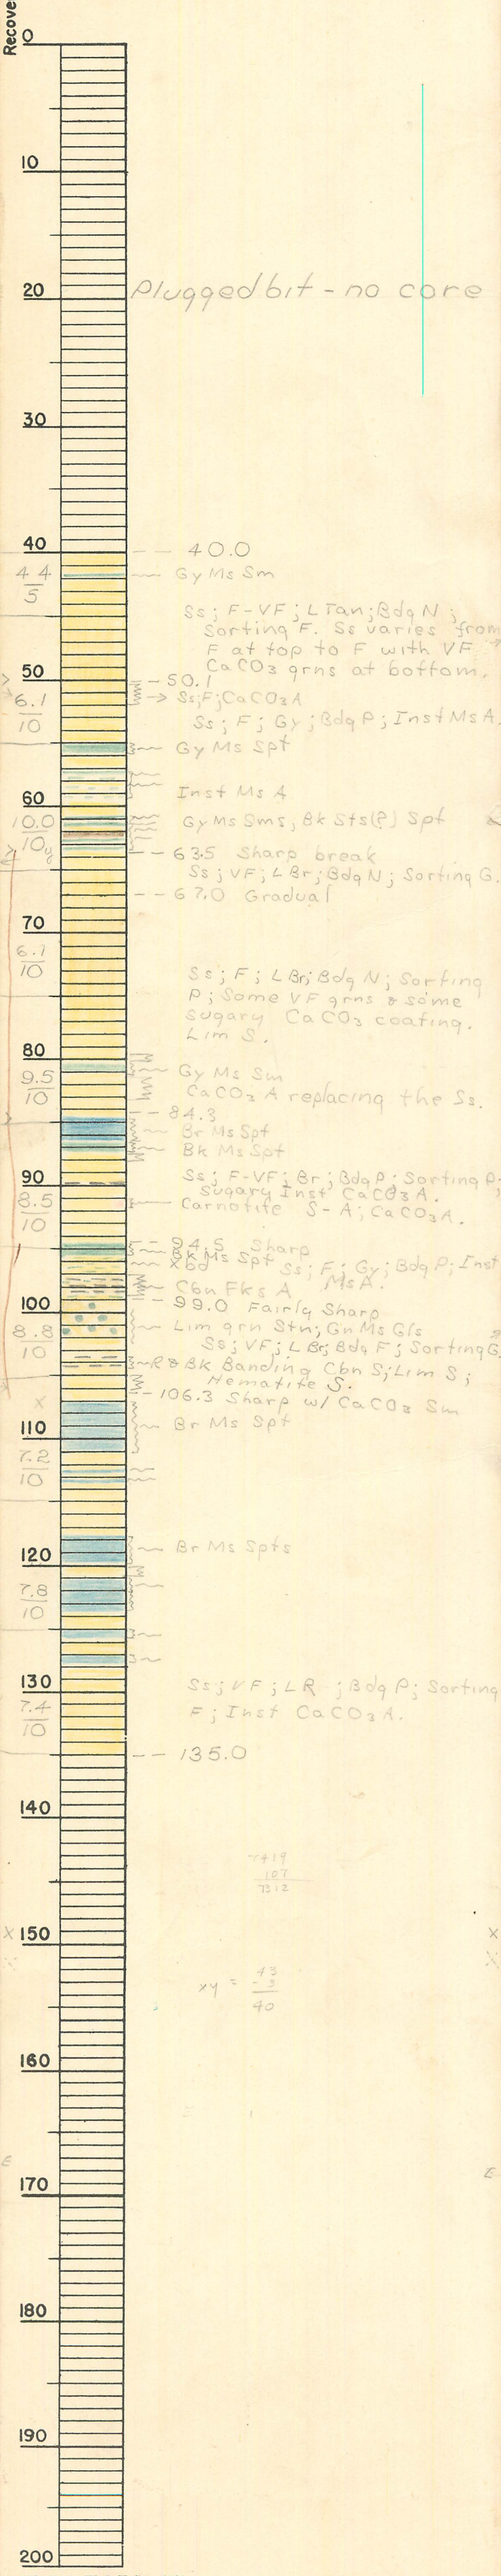 Recove
0
10
20
Plugged bit - no core
30
40
-- 40.0
4.4
5
Gy Ms Sm
Ss; F-VF; L Tan; Bdg N;
Sorting F. Ss varies from
F at top to F with VF
CaCO3 grns at bottom.
50
- 50.1
6.1
10
→ Ss; F; CaCO3 A
Ss; F; Gy; Bdg P; Inst Ms A.
Gy Ms Spt
Inst Ms A
60
10.0
10
Gy Ms Sms, Bk Sts(?) Spt
-- 63.5 Sharp break
Ss; VF; L Br; Bdg N; Sorting G.
-- 67.0 Gradual
70
6.1
10
Ss; F; L Br; Bdg N; Sorting
P; Some VF grns & some
sugary CaCO3 coating.
Lim S.
80
9.5
10
Gy Ms Sm
CaCO3 A replacing the Ss.
-- 84.3
Br Ms Spt
Bk Ms Spt
90
Ss; F-VF; Br; Bdg P; Sorting P;
Sugary Inst CaCO3 A.
8.5
10
Carnotite S-A; CaCO3 A.
-- 94.5 Sharp
Bk Ms Spt
Xbd
Ss; F; Gy; Bdg P; Inst
Ms A.
Cbn Fks A
-- 99.0 Fairly Sharp
100
8.8
10
Lim grn Stn; Gn Ms Gls
Ss; VF; L Br; Bdg F; Sorting G.
R & Bk Banding Cbn S; Lim S;
Hematite S.
-- 106.3 Sharp w/ CaCO3 Sm
X
110
Br Ms Spt
7.2
10
120
Br Ms Spts
7.8
10
130
Ss; VF; LR ; Bdg P; Sorting
F; Inst CaCO3 A.
7.4
10
-- 135.0
140
7419
107
7312
X 150 X
xy = 43
- 3
40
160
E
170
E
180
190
200